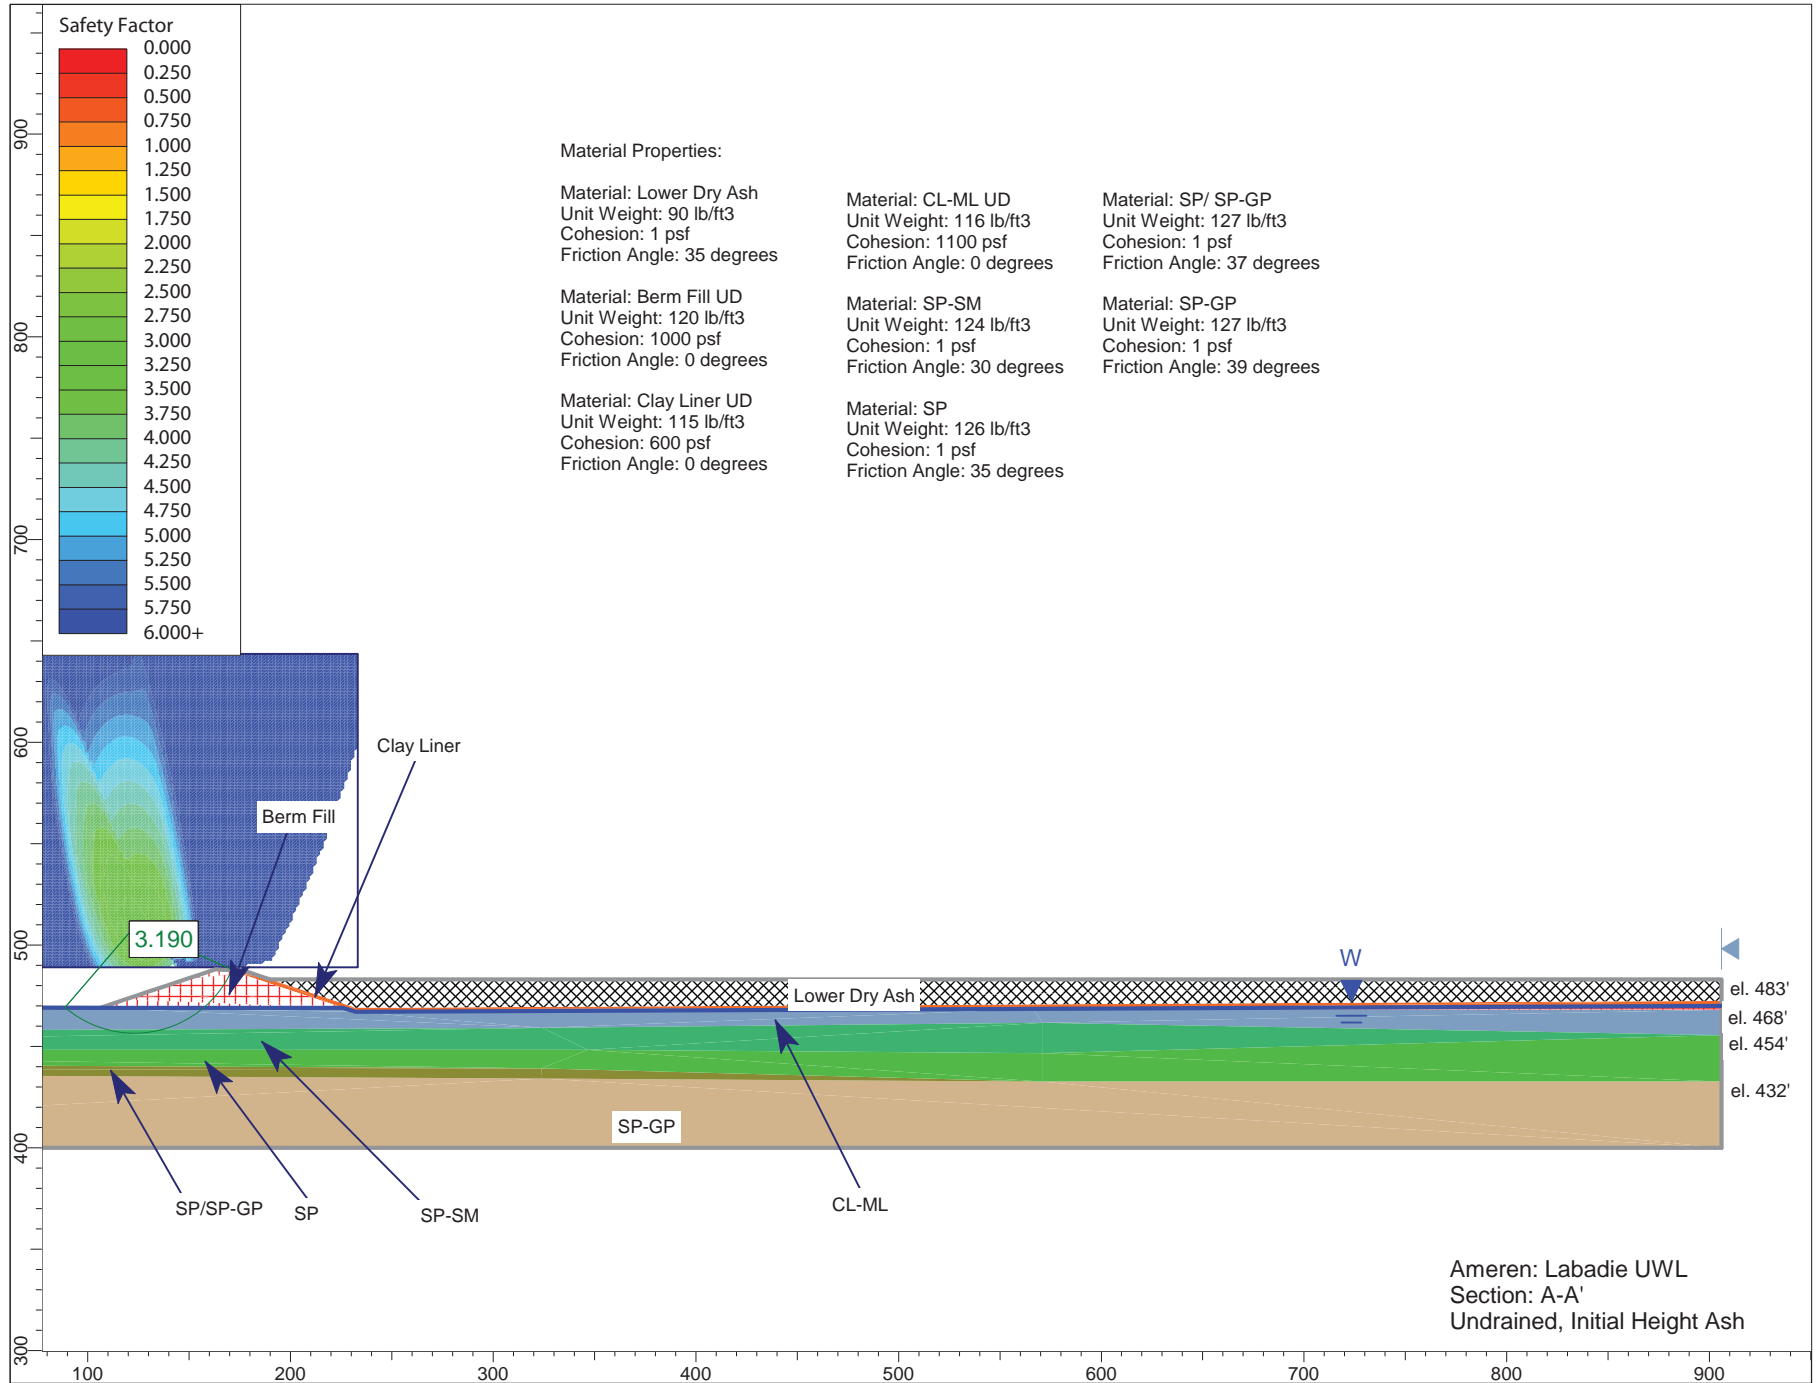 Safety Factor
0.000
0.250
0.500
0.750
1.000
1.250
1.500
1.750
2.000
2.250
2.500
2.750
3.000
3.250
3.500
3.750
4.000
4.250
4.500
4.750
5.000
5.250
5.500
5.750
6.000+
Material Properties:
Material: Lower Dry Ash
Unit Weight: 90 lb/ft3
Cohesion: 1 psf
Friction Angle: 35 degrees
Material: Berm Fill UD
Unit Weight: 120 lb/ft3
Cohesion: 1000 psf
Friction Angle: 0 degrees
Material: Clay Liner UD
Unit Weight: 115 lb/ft3
Cohesion: 600 psf
Friction Angle: 0 degrees
Material: CL-ML UD
Unit Weight: 116 lb/ft3
Cohesion: 1100 psf
Friction Angle: 0 degrees
Material: SP-SM
Unit Weight: 124 lb/ft3
Cohesion: 1 psf
Friction Angle: 30 degrees
Material: SP
Unit Weight: 126 lb/ft3
Cohesion: 1 psf
Friction Angle: 35 degrees
Material: SP/ SP-GP
Unit Weight: 127 lb/ft3
Cohesion: 1 psf
Friction Angle: 37 degrees
Material: SP-GP
Unit Weight: 127 lb/ft3
Cohesion: 1 psf
Friction Angle: 39 degrees
900
800
700
600
500
400
300
Clay Liner
Berm Fill
3.190
W
Lower Dry Ash
el. 483'
el. 468'
el. 454'
el. 432'
SP-GP
SP/SP-GP
SP
SP-SM
CL-ML
Ameren: Labadie UWL
Section: A-A'
Undrained, Initial Height Ash
100
200
300
400
500
600
700
800
900